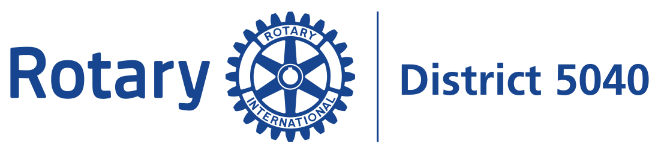 Rotary
ROTARY
INTERNATIONAL
District 5040